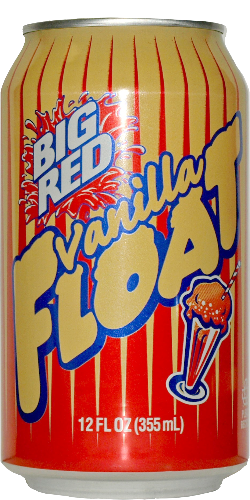 BIG
RED
Vanilla
FLOAT
12 FL OZ (355 mL)